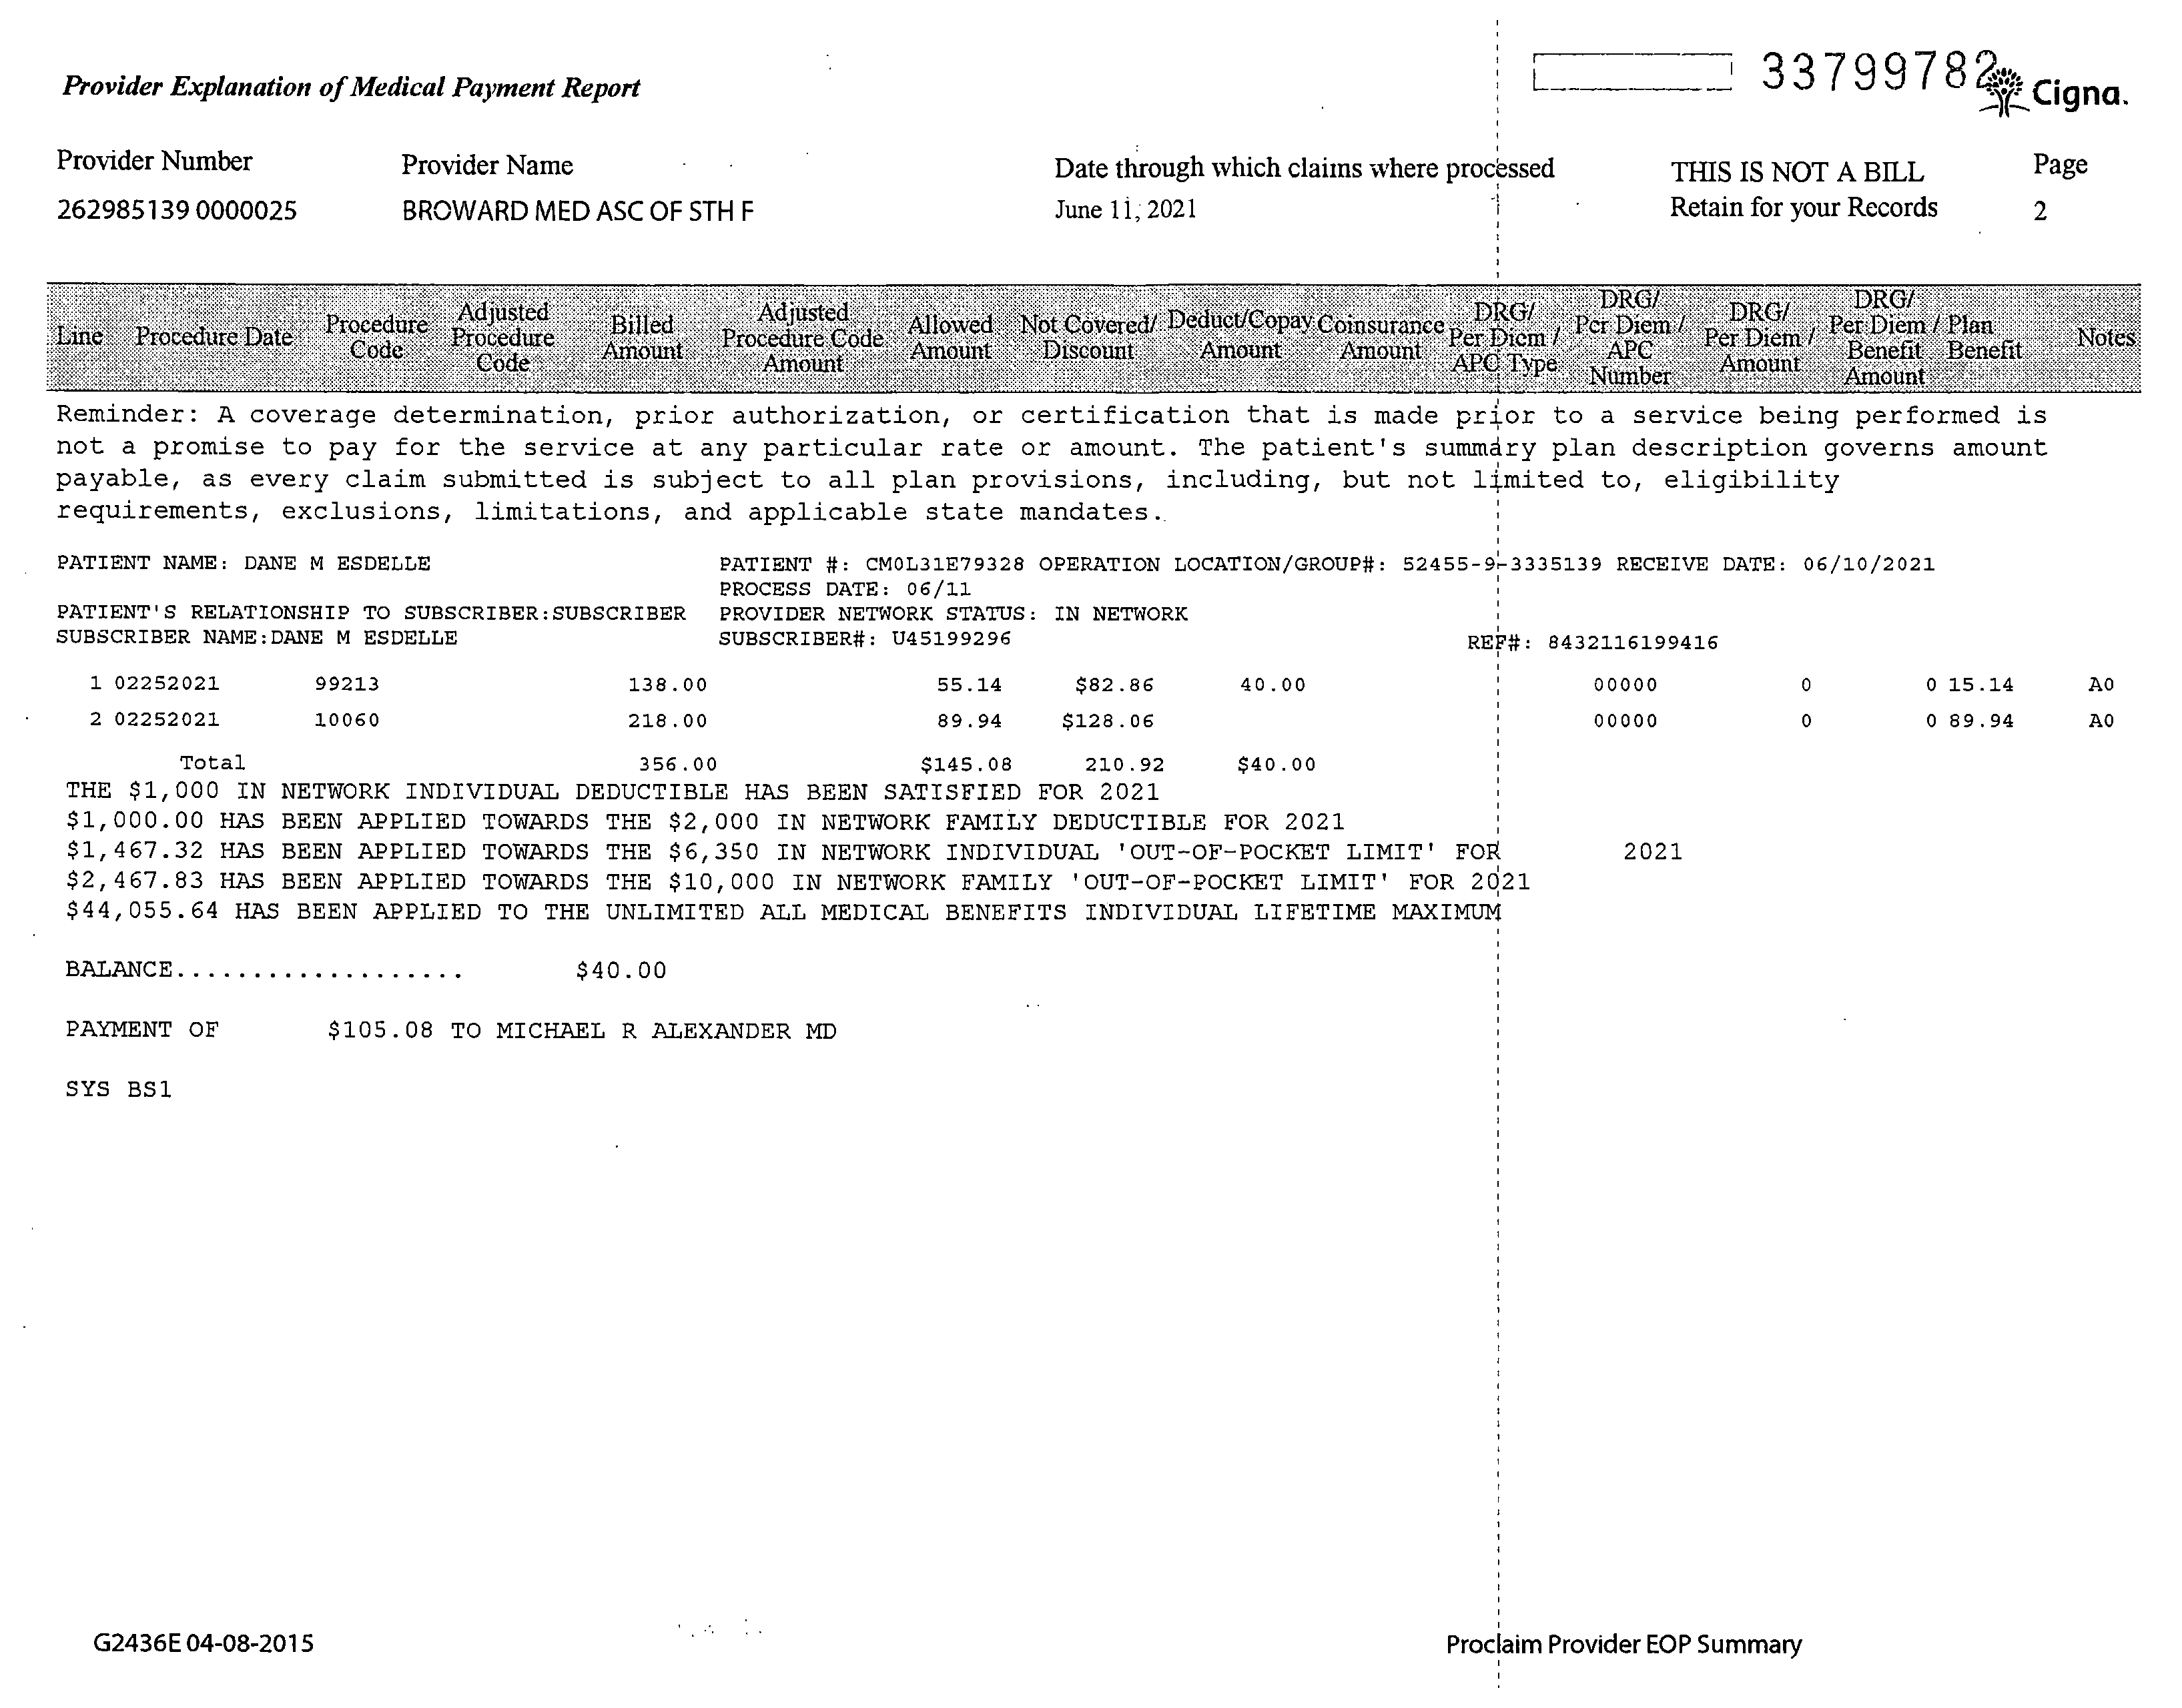 33799782
Cigna.
Provider Explanation of Medical Payment Report
Provider Number Provider Name Date through which claims where processed THIS IS NOT A BILL Page
262985139 0000025 BROWARD MED ASC OF STH F June 11, 2021 Retain for your Records 2
Line Procedure Date Procedure Code Adjusted Procedure Code Billed Amount Adjusted Procedure Code Amount Allowed Amount Not Covered/ Discount Deduct/Copay Amount Coinsurance Amount DRG/ Per Diem / APC Type DRG/ Per Diem / APC Number DRG/ Per Diem / Amount DRG/ Per Diem / Benefit Amount Plan Benefit Notes
Reminder: A coverage determination, prior authorization, or certification that is made prior to a service being performed is
not a promise to pay for the service at any particular rate or amount. The patient's summary plan description governs amount
payable, as every claim submitted is subject to all plan provisions, including, but not limited to, eligibility
requirements, exclusions, limitations, and applicable state mandates.
PATIENT NAME: DANE M ESDELLE PATIENT #: CM0L31E79328 OPERATION LOCATION/GROUP#: 52455-9-3335139 RECEIVE DATE: 06/10/2021
PROCESS DATE: 06/11
PATIENT'S RELATIONSHIP TO SUBSCRIBER:SUBSCRIBER PROVIDER NETWORK STATUS: IN NETWORK
SUBSCRIBER NAME:DANE M ESDELLE SUBSCRIBER#: U45199296 REF#: 8432116199416
1 02252021 99213 138.00 55.14 $82.86 40.00 00000 0 0 15.14 A0
2 02252021 10060 218.00 89.94 $128.06 00000 0 0 89.94 A0
Total 356.00 $145.08 210.92 $40.00
THE $1,000 IN NETWORK INDIVIDUAL DEDUCTIBLE HAS BEEN SATISFIED FOR 2021
$1,000.00 HAS BEEN APPLIED TOWARDS THE $2,000 IN NETWORK FAMILY DEDUCTIBLE FOR 2021
$1,467.32 HAS BEEN APPLIED TOWARDS THE $6,350 IN NETWORK INDIVIDUAL 'OUT-OF-POCKET LIMIT' FOR 2021
$2,467.83 HAS BEEN APPLIED TOWARDS THE $10,000 IN NETWORK FAMILY 'OUT-OF-POCKET LIMIT' FOR 2021
$44,055.64 HAS BEEN APPLIED TO THE UNLIMITED ALL MEDICAL BENEFITS INDIVIDUAL LIFETIME MAXIMUM
BALANCE................... $40.00
PAYMENT OF $105.08 TO MICHAEL R ALEXANDER MD
SYS BS1
G2436E 04-08-2015 Proclaim Provider EOP Summary